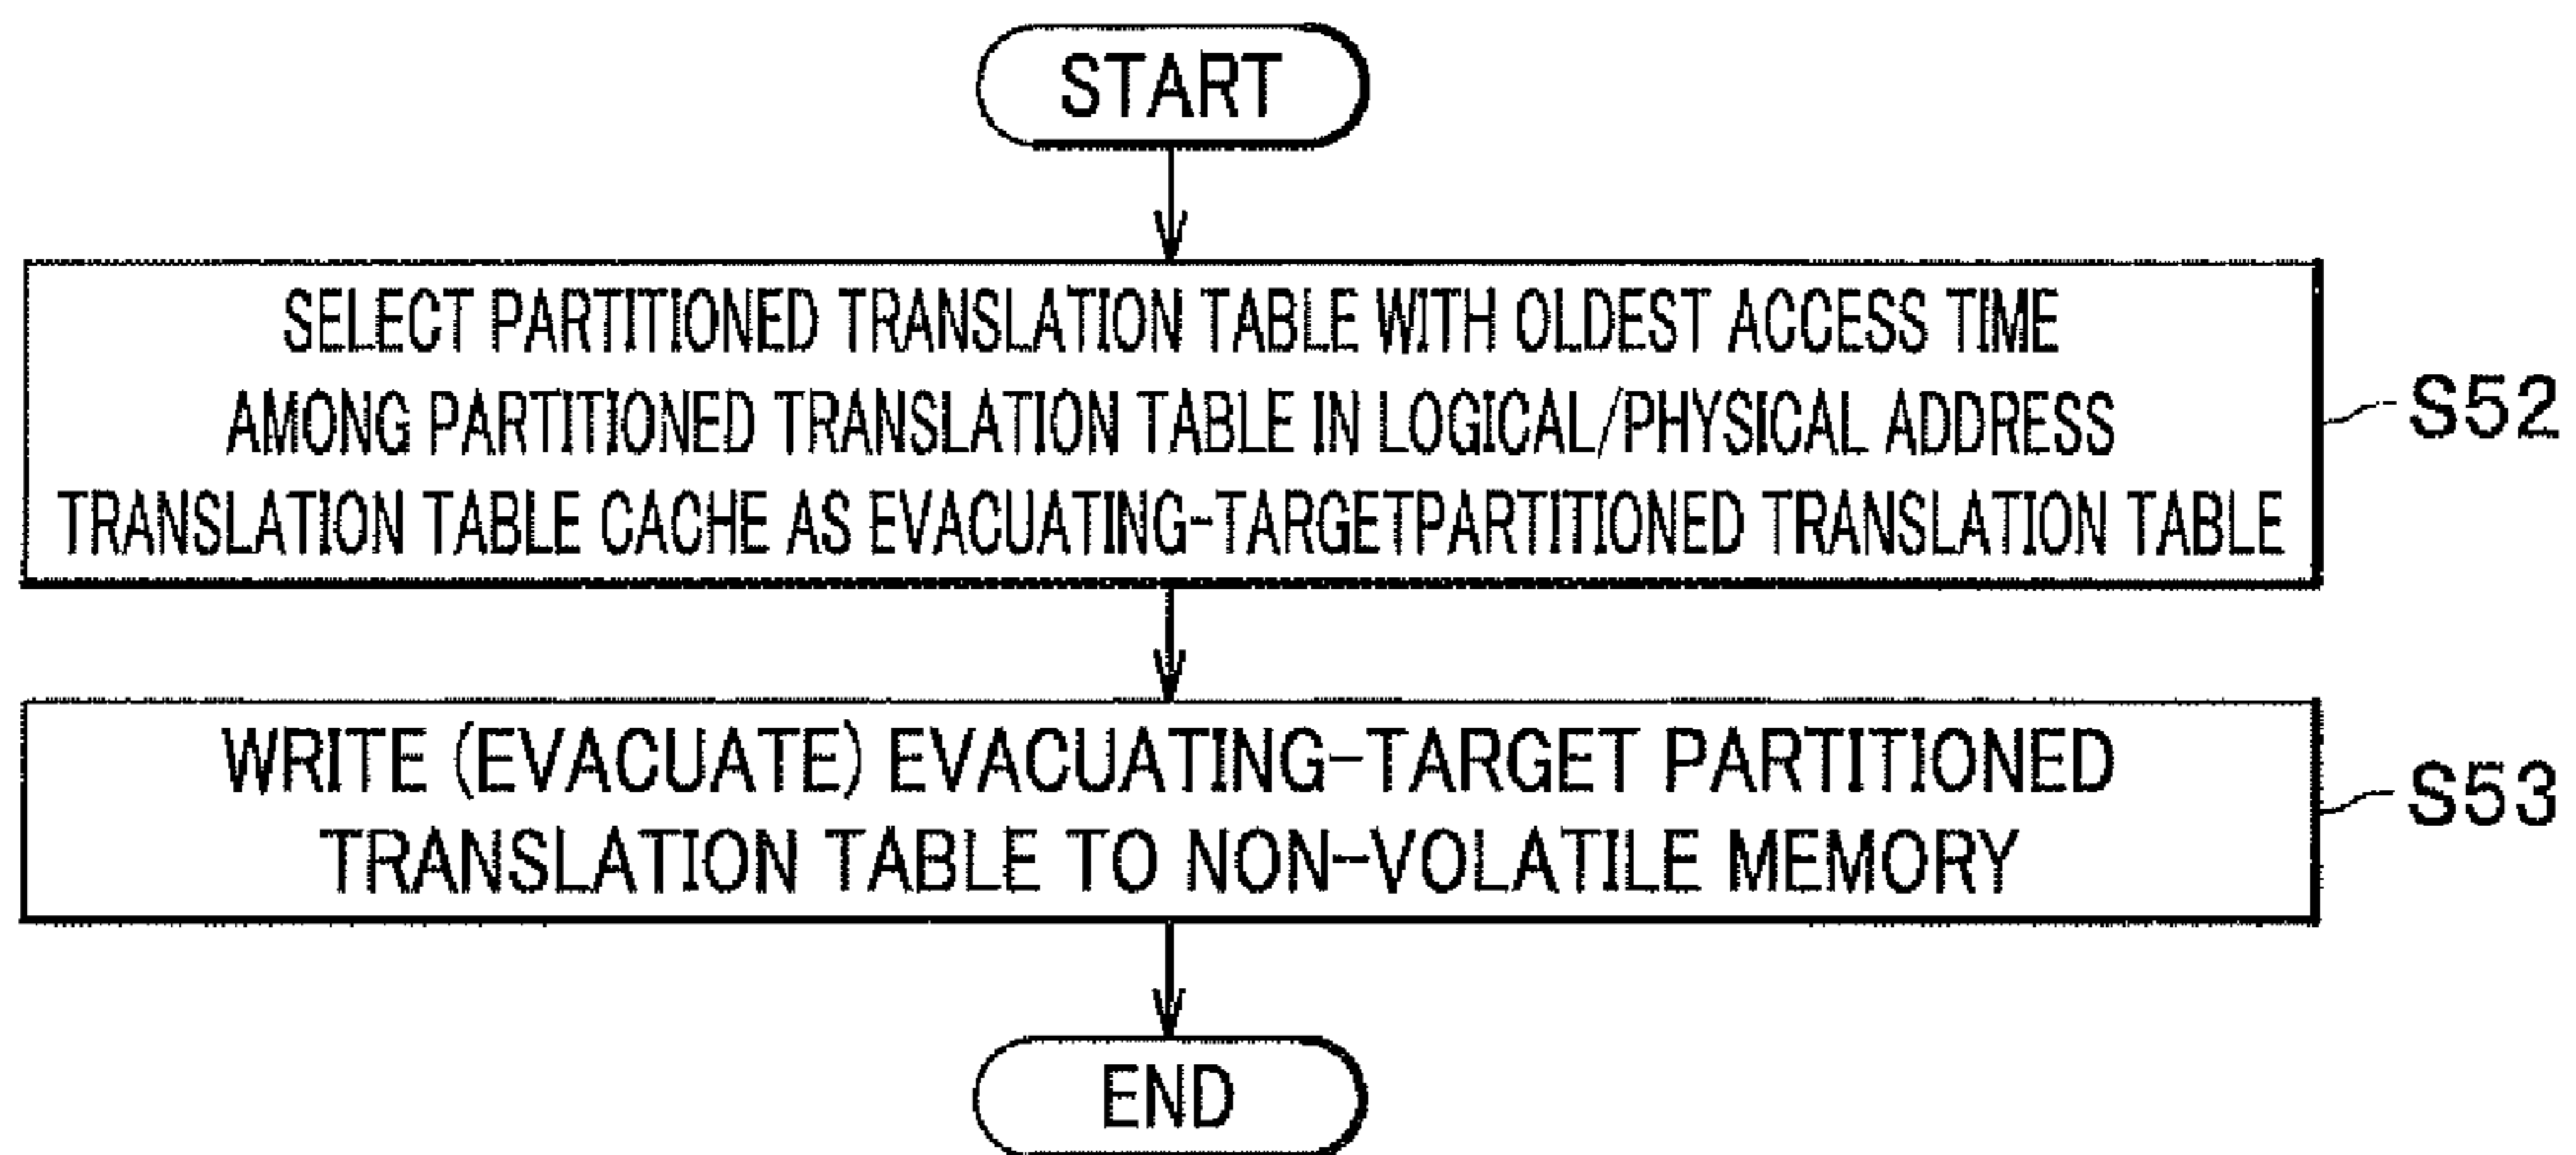 START
SELECT PARTITIONED TRANSLATION TABLE WITH OLDEST ACCESS TIME
AMONG PARTITIONED TRANSLATION TABLE IN LOGICAL/PHYSICAL ADDRESS
TRANSLATION TABLE CACHE AS EVACUATING-TARGETPARTITIONED TRANSLATION TABLE
S52
WRITE (EVACUATE) EVACUATING-TARGET PARTITIONED
TRANSLATION TABLE TO NON-VOLATILE MEMORY
S53
END